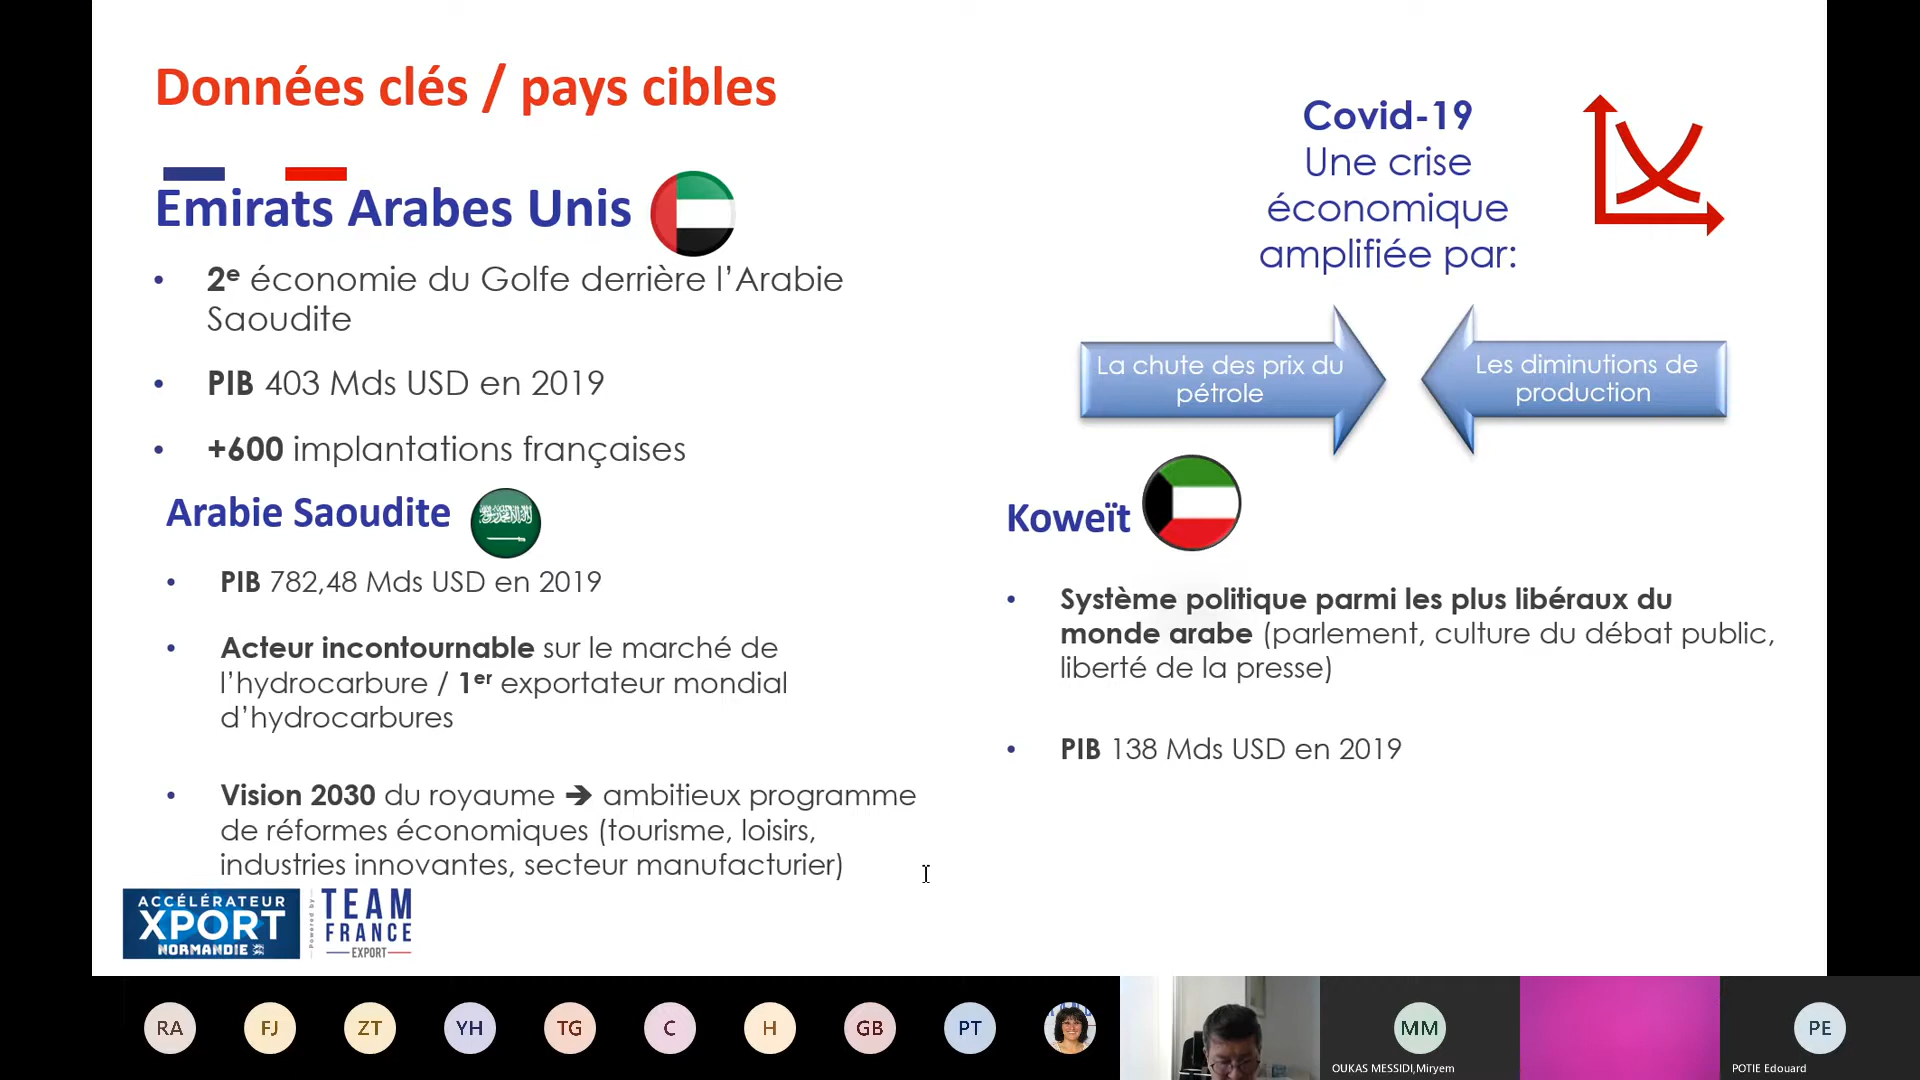 Données clés / pays cibles
Emirats Arabes Unis
• 2e économie du Golfe derrière l’Arabie
Saoudite
• PIB 403 Mds USD en 2019
• +600 implantations françaises
Covid-19
Une crise
économique
amplifiée par:
La chute des prix du
pétrole
Les diminutions de
production
Arabie Saoudite
• PIB 782,48 Mds USD en 2019
• Acteur incontournable sur le marché de
l’hydrocarbure / 1er exportateur mondial
d’hydrocarbures
• Vision 2030 du royaume ➔ ambitieux programme
de réformes économiques (tourisme, loisirs,
industries innovantes, secteur manufacturier)
Koweït
• Système politique parmi les plus libéraux du
monde arabe (parlement, culture du débat public,
liberté de la presse)
• PIB 138 Mds USD en 2019
ACCÉLÉRATEUR
XPORT
NORMANDIE
Powered by
TEAM
FRANCE
EXPORT
RA
FJ
ZT
YH
TG
C
H
GB
PT
MM
OUKAS MESSIDI,Miryem
PE
POTIE Edouard